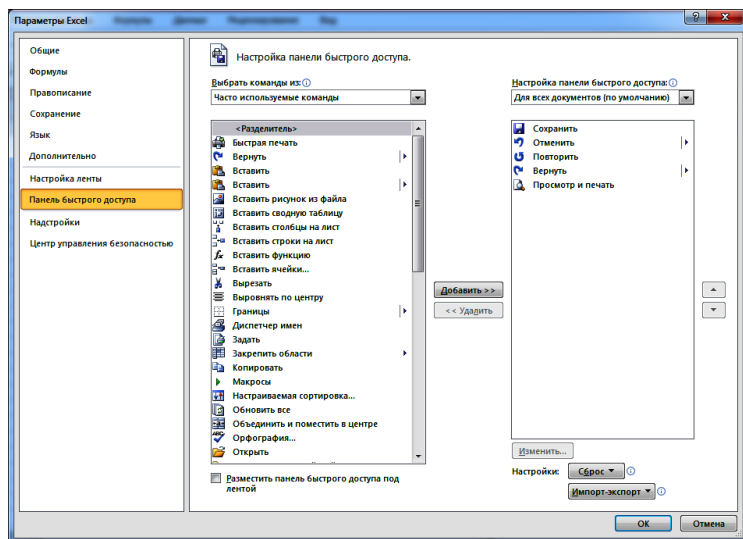 Параметры Excel
Общие
Формулы
Правописание
Сохранение
Язык
Дополнительно
Настройка ленты
Панель быстрого доступа
Надстройки
Центр управления безопасностью
Настройка панели быстрого доступа.
Выбрать команды из:
Часто используемые команды
<Разделитель>
Быстрая печать
Вернуть
Вставить
Вставить
Вставить рисунок из файла
Вставить сводную таблицу
Вставить столбцы на лист
Вставить строки на лист
Вставить функцию
Вставить ячейки...
Вырезать
Выровнять по центру
Границы
Диспетчер имен
Задать
Закрепить области
Копировать
Макросы
Настраиваемая сортировка...
Обновить все
Объединить и поместить в центре
Орфография...
Открыть
Разместить панель быстрого доступа под
лентой
Добавить >>
<< Удалить
Настройка панели быстрого доступа:
Для всех документов (по умолчанию)
Сохранить
Отменить
Повторить
Вернуть
Просмотр и печать
Изменить...
Настройки: Сброс
Импорт-экспорт
ОК Отмена